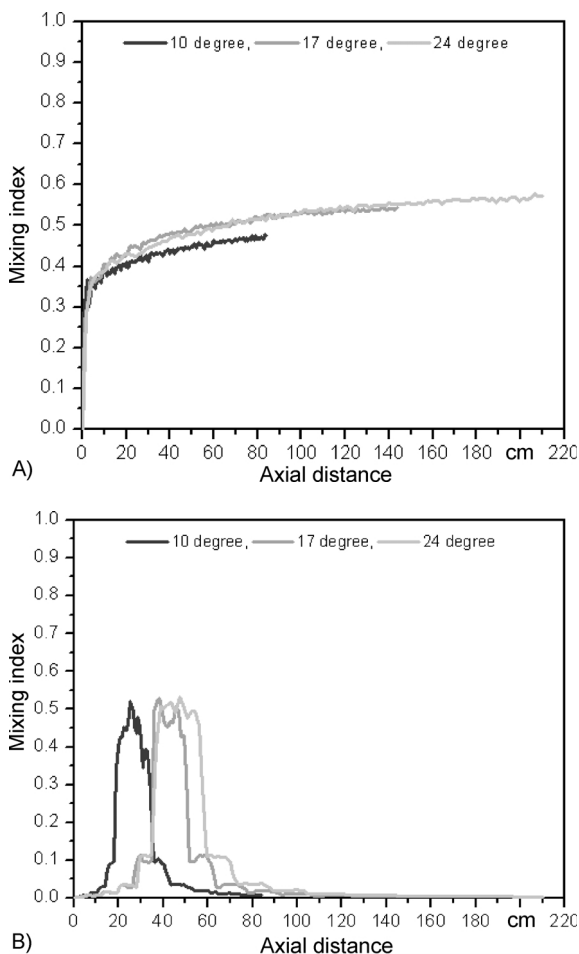 1.0
10 degree, 17 degree, 24 degree
0.9
0.8
0.7
0.6
Mixing index
0.5
0.4
0.3
0.2
0.1
0.0
0 20 40 60 80 100 120 140 160 180 cm 220
A)
Axial distance
1.0
10 degree, 17 degree, 24 degree
0.9
0.8
0.7
0.6
Mixing index
0.5
0.4
0.3
0.2
0.1
0.0
0 20 40 60 80 100 120 140 160 180 cm 220
B)
Axial distance